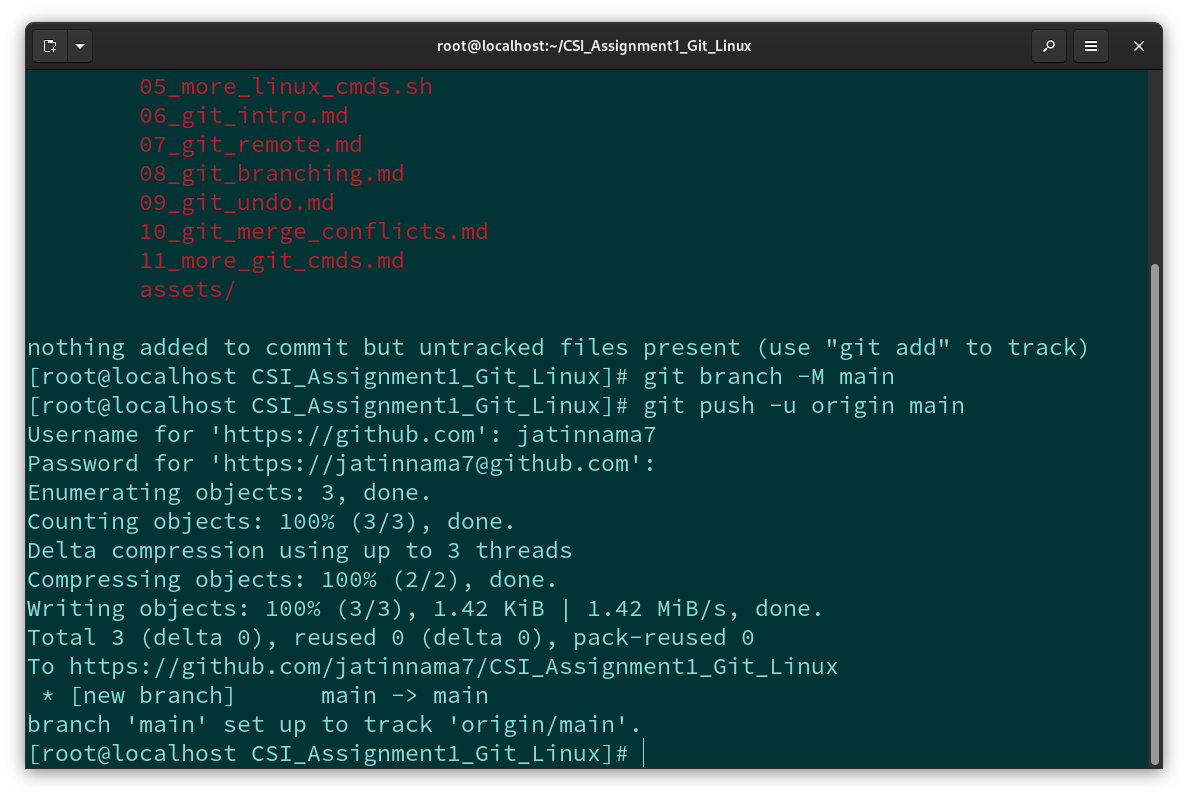 root@localhost:~/CSI_Assignment1_Git_Linux
05_more_linux_cmds.sh
06_git_intro.md
07_git_remote.md
08_git_branching.md
09_git_undo.md
10_git_merge_conflicts.md
11_more_git_cmds.md
assets/
nothing added to commit but untracked files present (use "git add" to track)
[root@localhost CSI_Assignment1_Git_Linux]# git branch -M main
[root@localhost CSI_Assignment1_Git_Linux]# git push -u origin main
Username for 'https://github.com': jatinnama7
Password for 'https://jatinnama7@github.com':
Enumerating objects: 3, done.
Counting objects: 100% (3/3), done.
Delta compression using up to 3 threads
Compressing objects: 100% (2/2), done.
Writing objects: 100% (3/3), 1.42 KiB | 1.42 MiB/s, done.
Total 3 (delta 0), reused 0 (delta 0), pack-reused 0
To https://github.com/jatinnama7/CSI_Assignment1_Git_Linux
 * [new branch]      main -> main
branch 'main' set up to track 'origin/main'.
[root@localhost CSI_Assignment1_Git_Linux]#